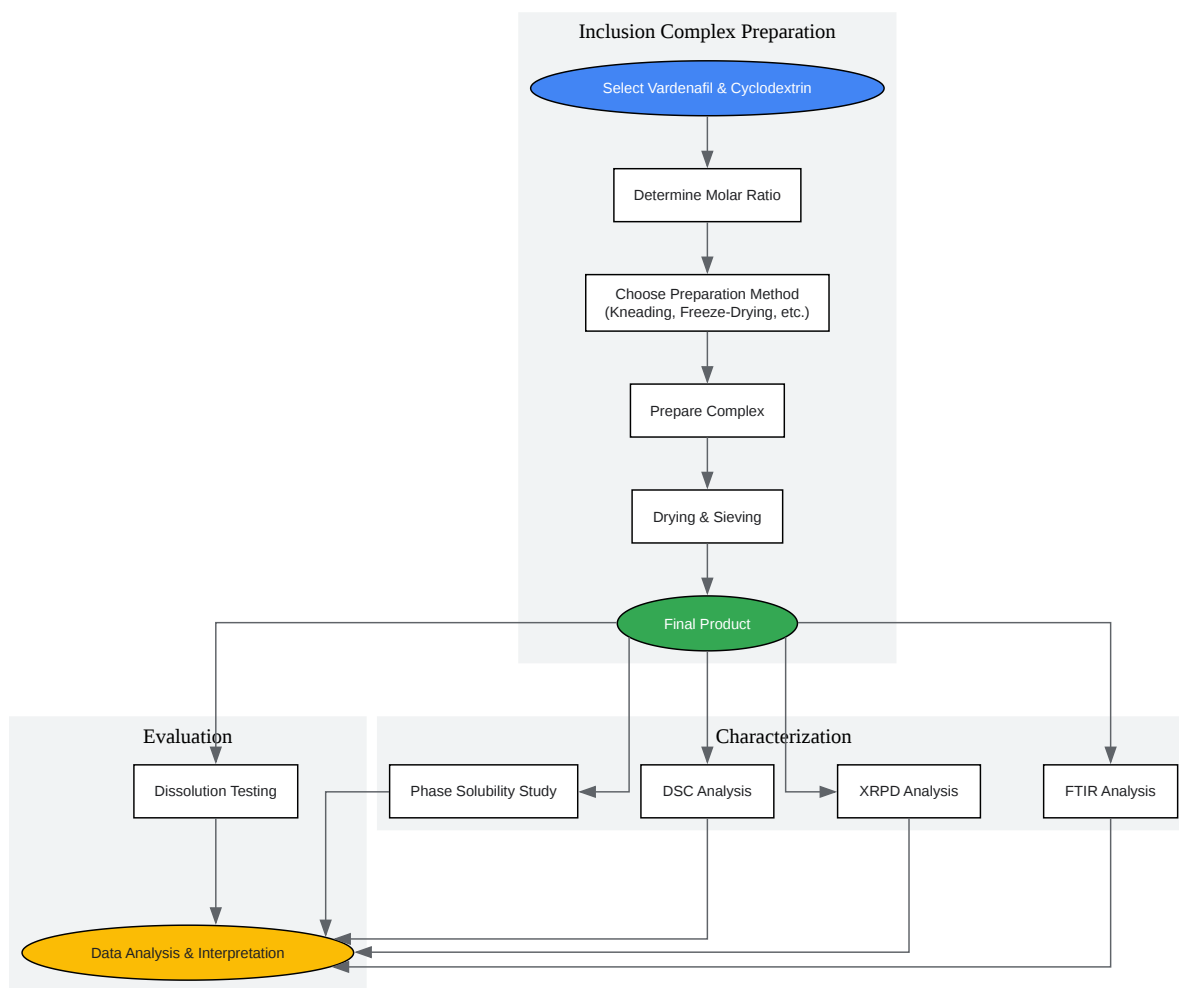 Inclusion Complex Preparation
Select Vardenafil & Cyclodextrin
Determine Molar Ratio
Choose Preparation Method
(Kneading, Freeze-Drying, etc.)
Prepare Complex
Drying & Sieving
Final Product
Evaluation
Characterization
Dissolution Testing
Phase Solubility Study
DSC Analysis
XRPD Analysis
FTIR Analysis
Data Analysis & Interpretation